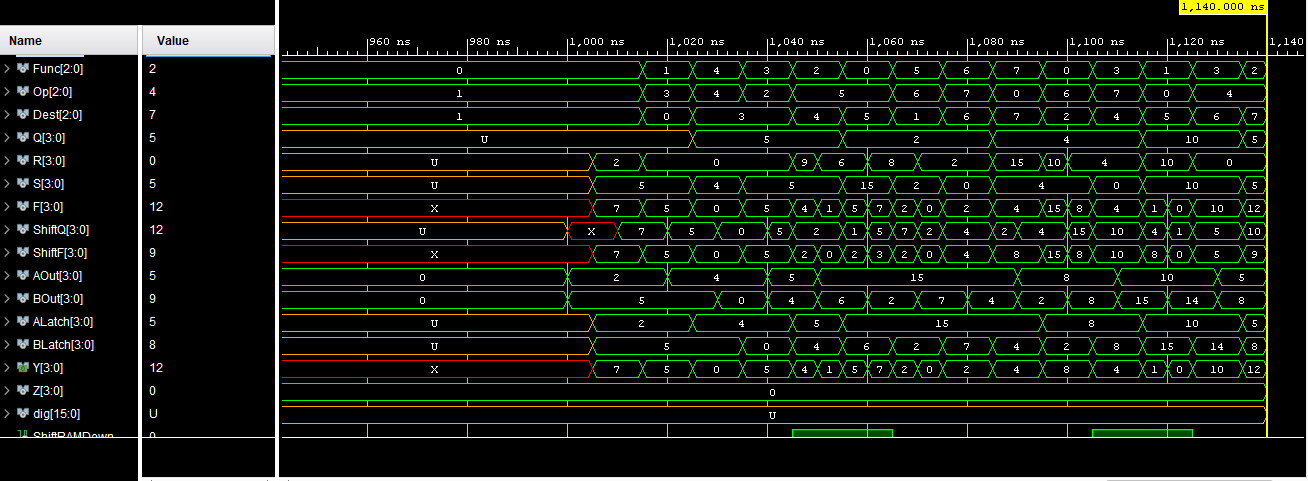 1,140.000 ns
Name Value
960 ns 980 ns 1,000 ns 1,020 ns 1,040 ns 1,060 ns 1,080 ns 1,100 ns 1,120 ns 1,140
Func[2:0] 2 0 1 4 3 2 0 5 6 7 0 3 1 3 2
Op[2:0] 4 1 3 4 2 5 6 7 0 6 7 0 4
Dest[2:0] 7 1 0 3 4 5 1 6 7 2 4 5 6 7
Q[3:0] 5 U 5 2 4 10 5
R[3:0] 0 U 2 0 9 6 8 2 15 10 4 10 0
S[3:0] 5 U 5 4 5 15 2 0 4 0 10 5
F[3:0] 12 X 7 5 0 5 4 1 5 7 2 0 2 4 15 8 4 1 0 10 12
ShiftQ[3:0] 12 U X 7 5 0 5 2 1 5 7 2 4 2 4 15 10 4 1 5 10
ShiftF[3:0] 9 X 7 5 0 5 2 0 2 3 2 0 4 8 15 10 8 0 5 9
AOut[3:0] 5 0 2 4 5 15 8 10 5
BOut[3:0] 9 0 5 0 4 6 2 7 4 2 8 15 14 8
ALatch[3:0] 5 U 2 4 5 15 8 10 5
BLatch[3:0] 8 U 5 0 4 6 2 7 4 2 8 15 14 8
Y[3:0] 12 X 7 5 0 5 4 1 5 7 2 0 2 4 8 4 1 0 10 12
Z[3:0] 0 0
dig[15:0] U U
ShiftRAMDown 0